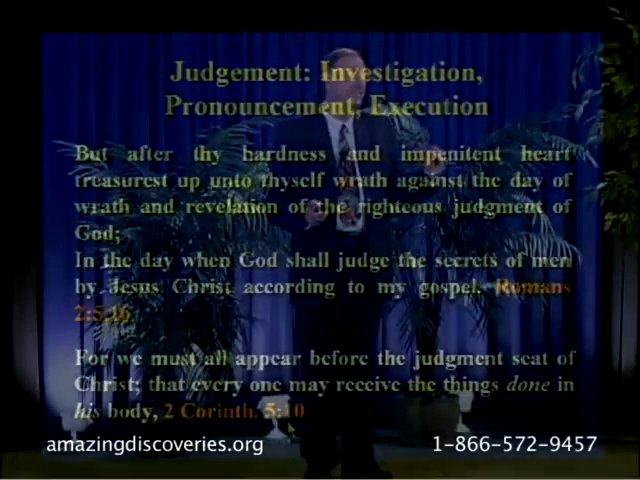 Judgement: Investigation,
Pronouncement, Execution
But after thy hardness and impenitent heart
treasurest up unto thyself wrath against the day of
wrath and revelation of the righteous judgment of
God;
In the day when God shall judge the secrets of men
by Jesus Christ according to my gospel. Romans
2:5,16
For we must all appear before the judgment seat of
Christ; that every one may receive the things done in
his body, 2 Corinth. 5:10
amazingdiscoveries.org
1-866-572-9457